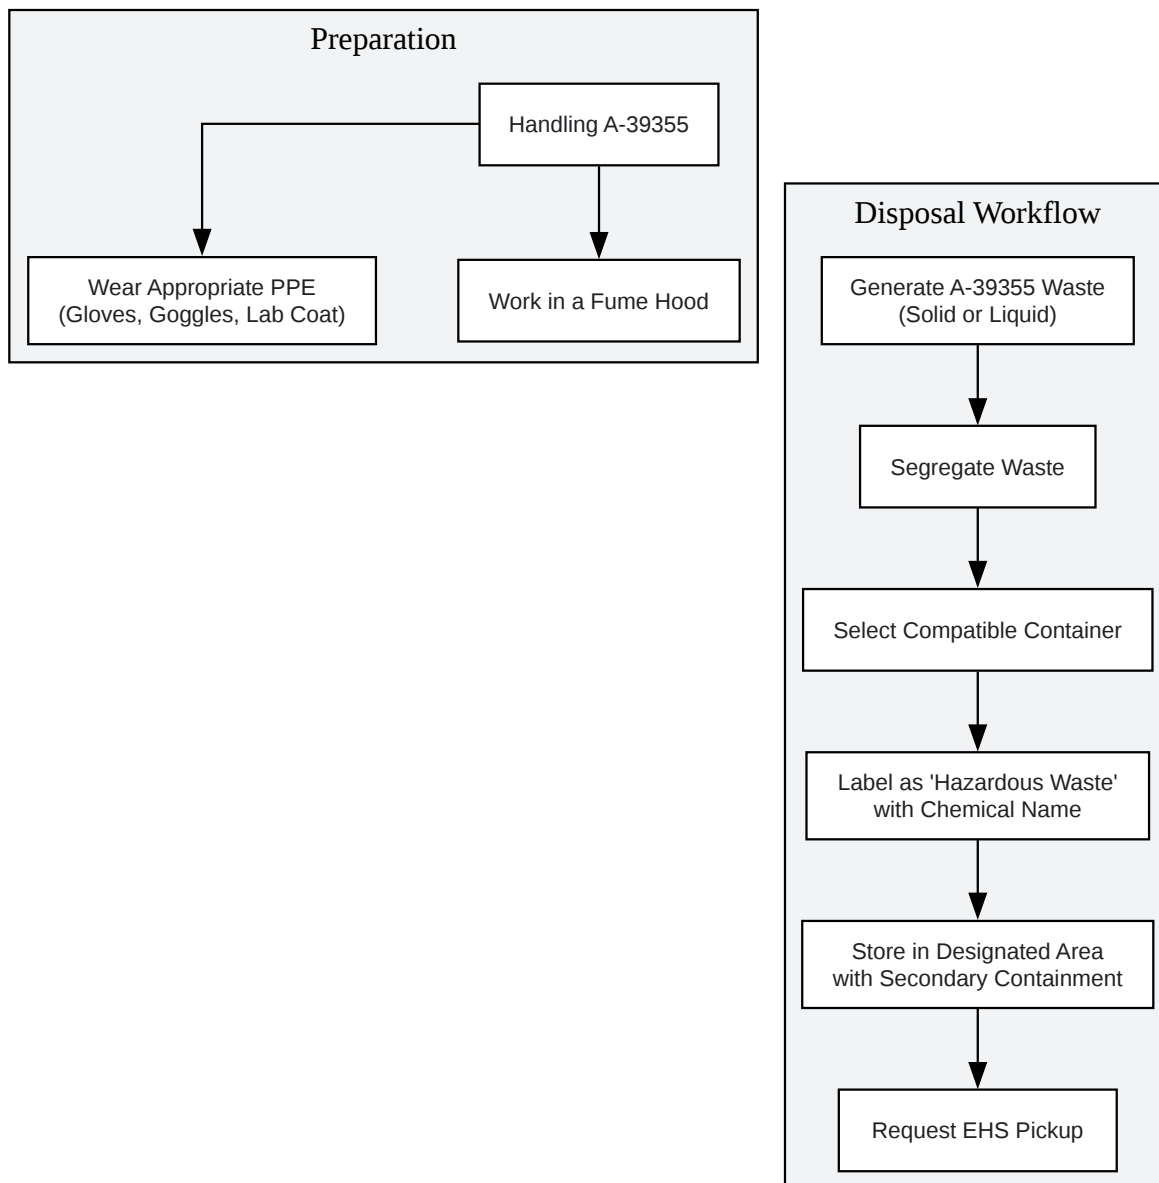 Preparation
Handling A-39355
Wear Appropriate PPE
(Gloves, Goggles, Lab Coat)
Work in a Fume Hood
Disposal Workflow
Generate A-39355 Waste
(Solid or Liquid)
Segregate Waste
Select Compatible Container
Label as 'Hazardous Waste'
with Chemical Name
Store in Designated Area
with Secondary Containment
Request EHS Pickup